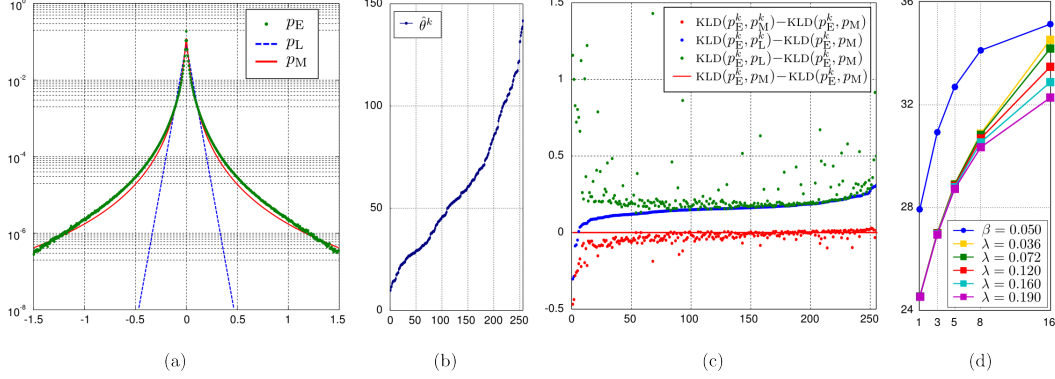 10^0
10^-2
10^-4
10^-6
10^-8
-1.5 -1 -0.5 0 0.5 1 1.5
p_E
p_L
p_M
(a)
150
100
50
0
0 50 100 150 200 250
θ̂^k
(b)
1.5
1
0.5
0
-0.5
0 50 100 150 200 250
KLD(p_E^k, p_M^k)−KLD(p_E^k, p_M)
KLD(p_E^k, p_L^k)−KLD(p_E^k, p_M)
KLD(p_E^k, p_L)−KLD(p_E^k, p_M)
KLD(p_E^k, p_M)−KLD(p_E^k, p_M)
(c)
36
32
28
24
1 3 5 8 16
β = 0.050
λ = 0.036
λ = 0.072
λ = 0.120
λ = 0.160
λ = 0.190
(d)